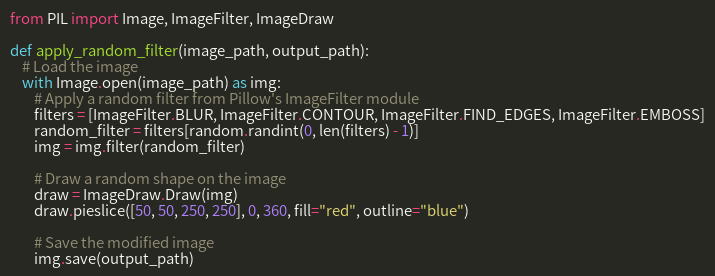 from PIL import Image, ImageFilter, ImageDraw

def apply_random_filter(image_path, output_path):
    # Load the image
    with Image.open(image_path) as img:
        # Apply a random filter from Pillow's ImageFilter module
        filters = [ImageFilter.BLUR, ImageFilter.CONTOUR, ImageFilter.FIND_EDGES, ImageFilter.EMBOSS]
        random_filter = filters[random.randint(0, len(filters) - 1)]
        img = img.filter(random_filter)

        # Draw a random shape on the image
        draw = ImageDraw.Draw(img)
        draw.pieslice([50, 50, 250, 250], 0, 360, fill="red", outline="blue")

        # Save the modified image
        img.save(output_path)